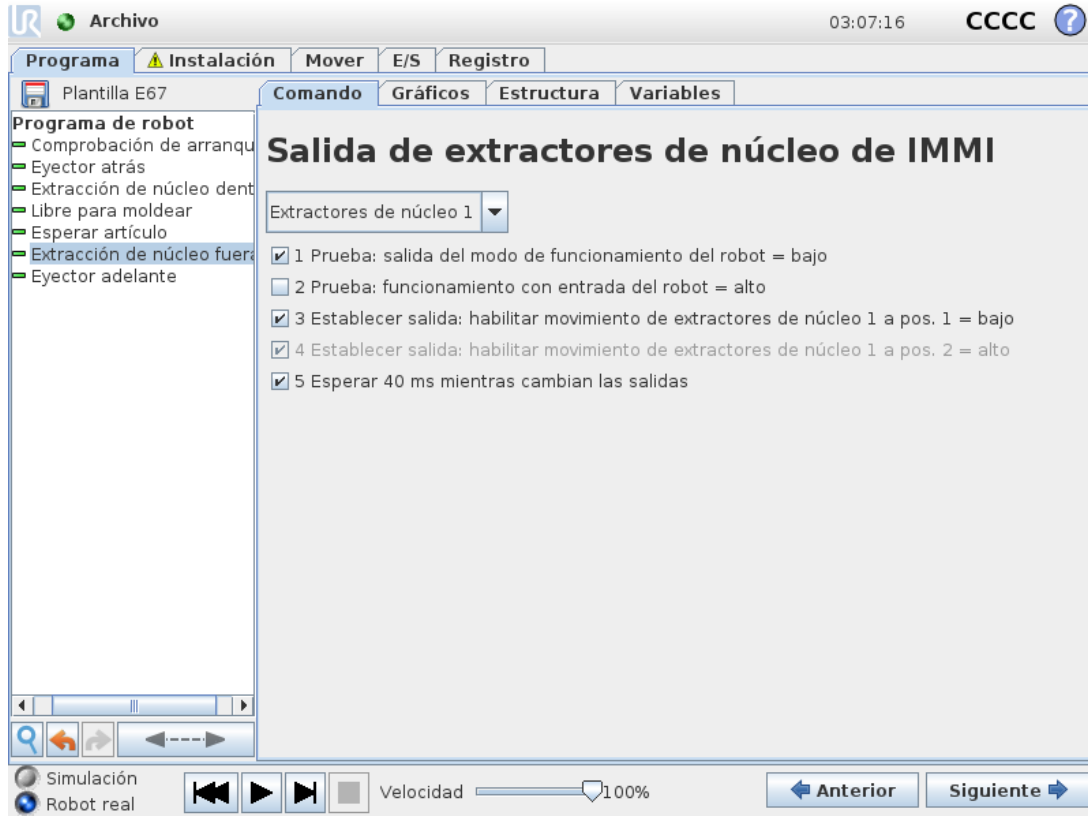 UR Archivo 03:07:16 CCCC ?
Programa Instalación Mover E/S Registro
Plantilla E67
Comando Gráficos Estructura Variables
Programa de robot
Comprobación de arranqu
Eyector atrás
Extracción de núcleo dent
Libre para moldear
Esperar artículo
Extracción de núcleo fuera
Eyector adelante
Salida de extractores de núcleo de IMMI
Extractores de núcleo 1
1 Prueba: salida del modo de funcionamiento del robot = bajo
2 Prueba: funcionamiento con entrada del robot = alto
3 Establecer salida: habilitar movimiento de extractores de núcleo 1 a pos. 1 = bajo
4 Establecer salida: habilitar movimiento de extractores de núcleo 1 a pos. 2 = alto
5 Esperar 40 ms mientras cambian las salidas
Simulación
Robot real
Velocidad 100%
Anterior
Siguiente